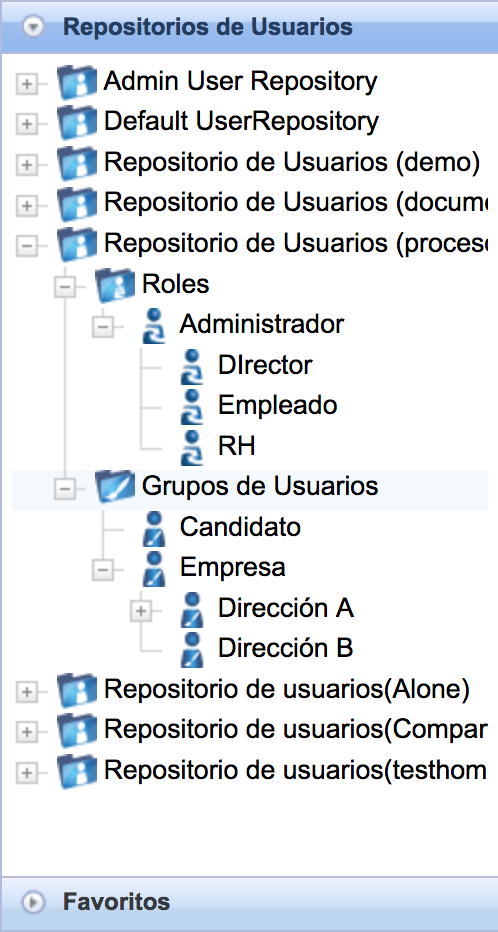 Repositorios de Usuarios
Admin User Repository
Default UserRepository
Repositorio de Usuarios (demo)
Repositorio de Usuarios (docume
Repositorio de Usuarios (proces
Roles
Administrador
DIrector
Empleado
RH
Grupos de Usuarios
Candidato
Empresa
Dirección A
Dirección B
Repositorio de usuarios(Alone)
Repositorio de usuarios(Compar
Repositorio de usuarios(testhom
Favoritos